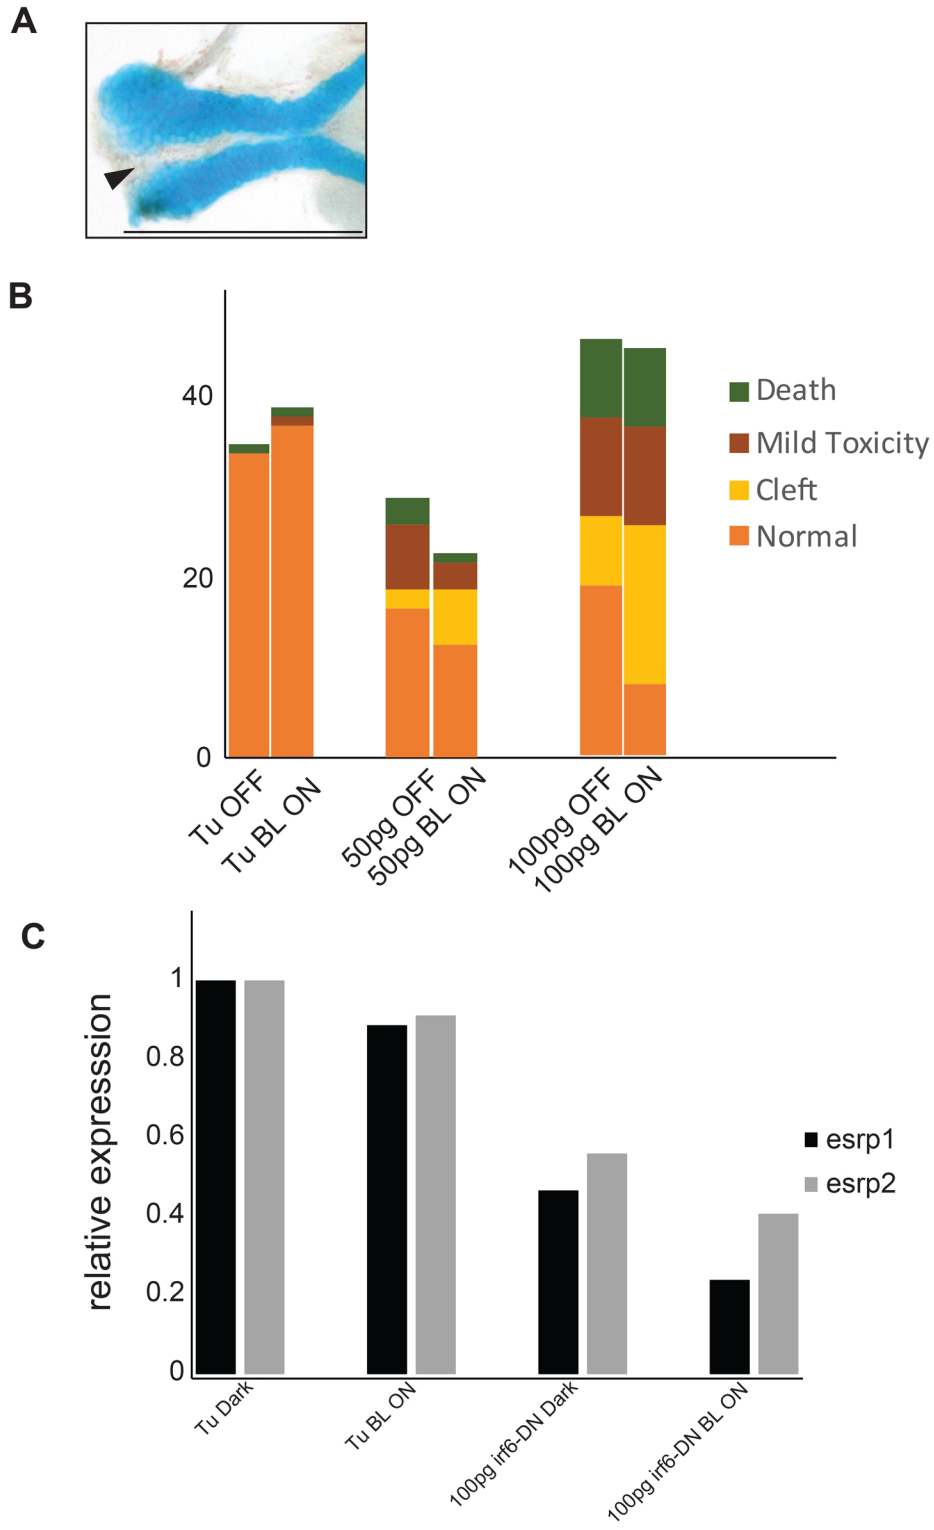 A
B
40
20
0
Death
Mild Toxicity
Cleft
Normal
Tu OFF
Tu BL ON
50pg OFF
50pg BL ON
100pg OFF
100pg BL ON
C
relative expresssion
1
0.8
0.6
0.4
0.2
0
esrp1
esrp2
Tu Dark
Tu BL ON
100pg irf6-DN Dark
100pg irf6-DN BL ON